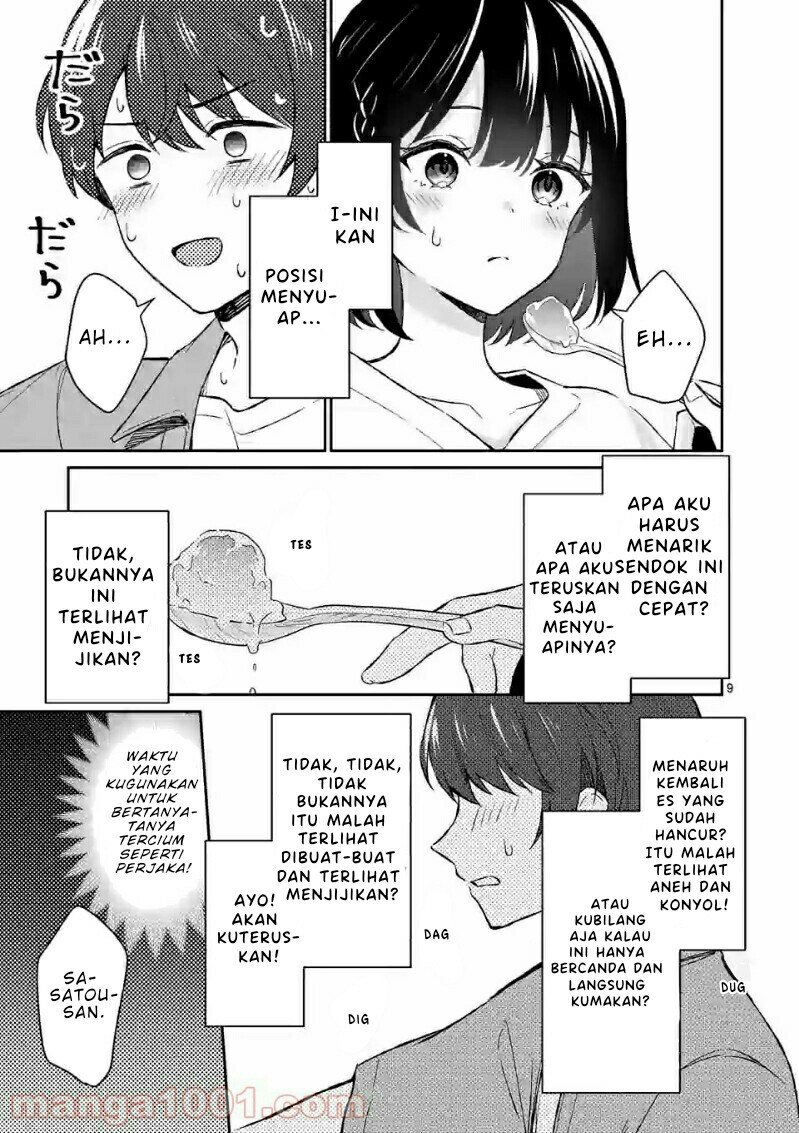 EH...
I-INI
KAN
POSISI
MENYU-
AP...
AH...
だら
だら
APA AKU
HARUS
MENARIK
SENDOK INI
DENGAN
CEPAT?
ATAU
APA AKU
TERUSKAN
SAJA
MENYU-
APINYA?
TES
TES
TIDAK,
BUKANNYA
INI
TERLIHAT
MENJI-
JIKAN?
9
MENARUH
KEMBALI
ES YANG
SUDAH
HANCUR?
ITU MALAH
TERLIHAT
ANEH DAN
KONYOL!
ATAU
KUBILANG
AJA KALAU
INI HANYA
BERCANDA DAN
LANGSUNG
KUMAKAN?
DUG
DAG
DIG
TIDAK, TIDAK,
TIDAK
BUKANNYA
ITU MALAH
TERLIHAT
DIBUAT-BUAT
DAN TERLIHAT
MENJIJIKAN?
AYO!
AKAN
KUTERUS-
KAN!
WAKTU
YANG
KUGUNAKAN
UNTUK
BERTANYA-
TANYA
TERCIUM
SEPERTI
PERJAKA!
SA-
SATOU-
SAN.
manga1001.com